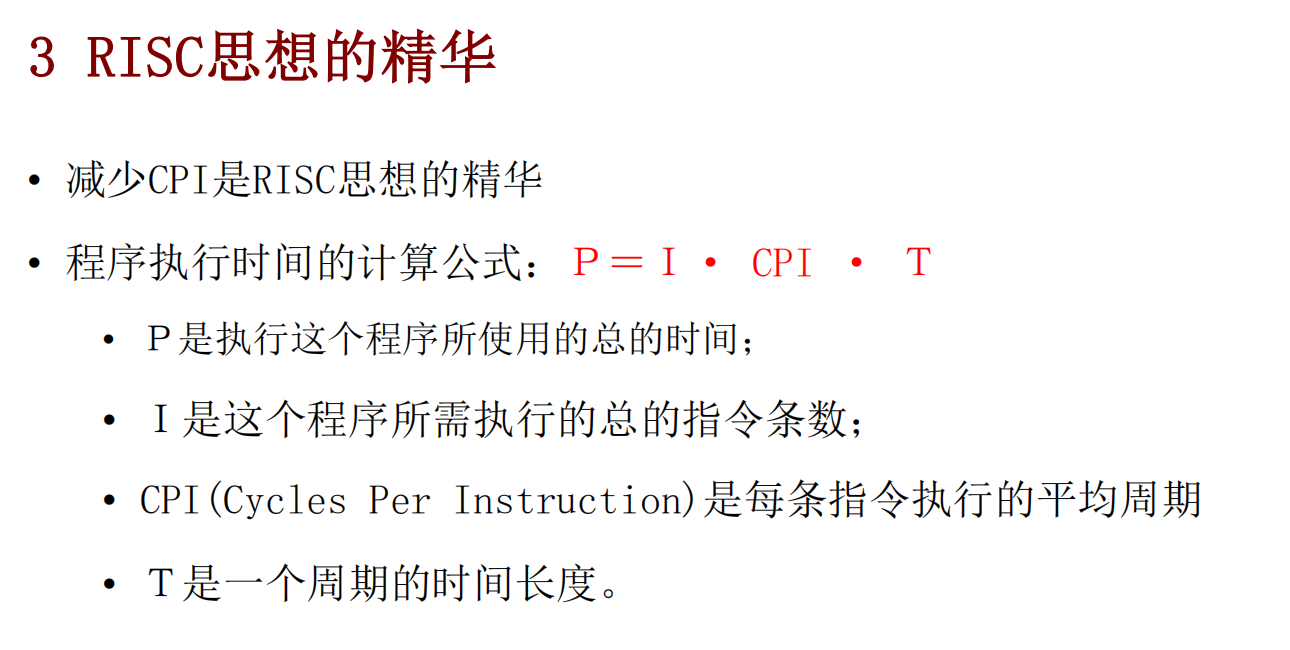 3 RISC思想的精华
• 减少CPI是RISC思想的精华
• 程序执行时间的计算公式：Ｐ＝Ｉ• CPI • Ｔ
• Ｐ是执行这个程序所使用的总的时间；
• Ｉ是这个程序所需执行的总的指令条数；
• CPI(Cycles Per Instruction)是每条指令执行的平均周期
• Ｔ是一个周期的时间长度。